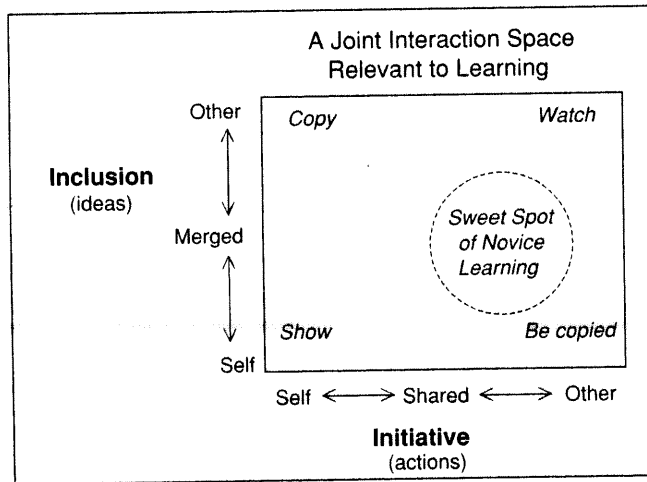 A Joint Interaction Space
Relevant to Learning
Other
Copy
Watch
Inclusion
(ideas)
Merged
Sweet Spot
of Novice
Learning
Show
Be copied
Self
Self
Shared
Other
Initiative
(actions)